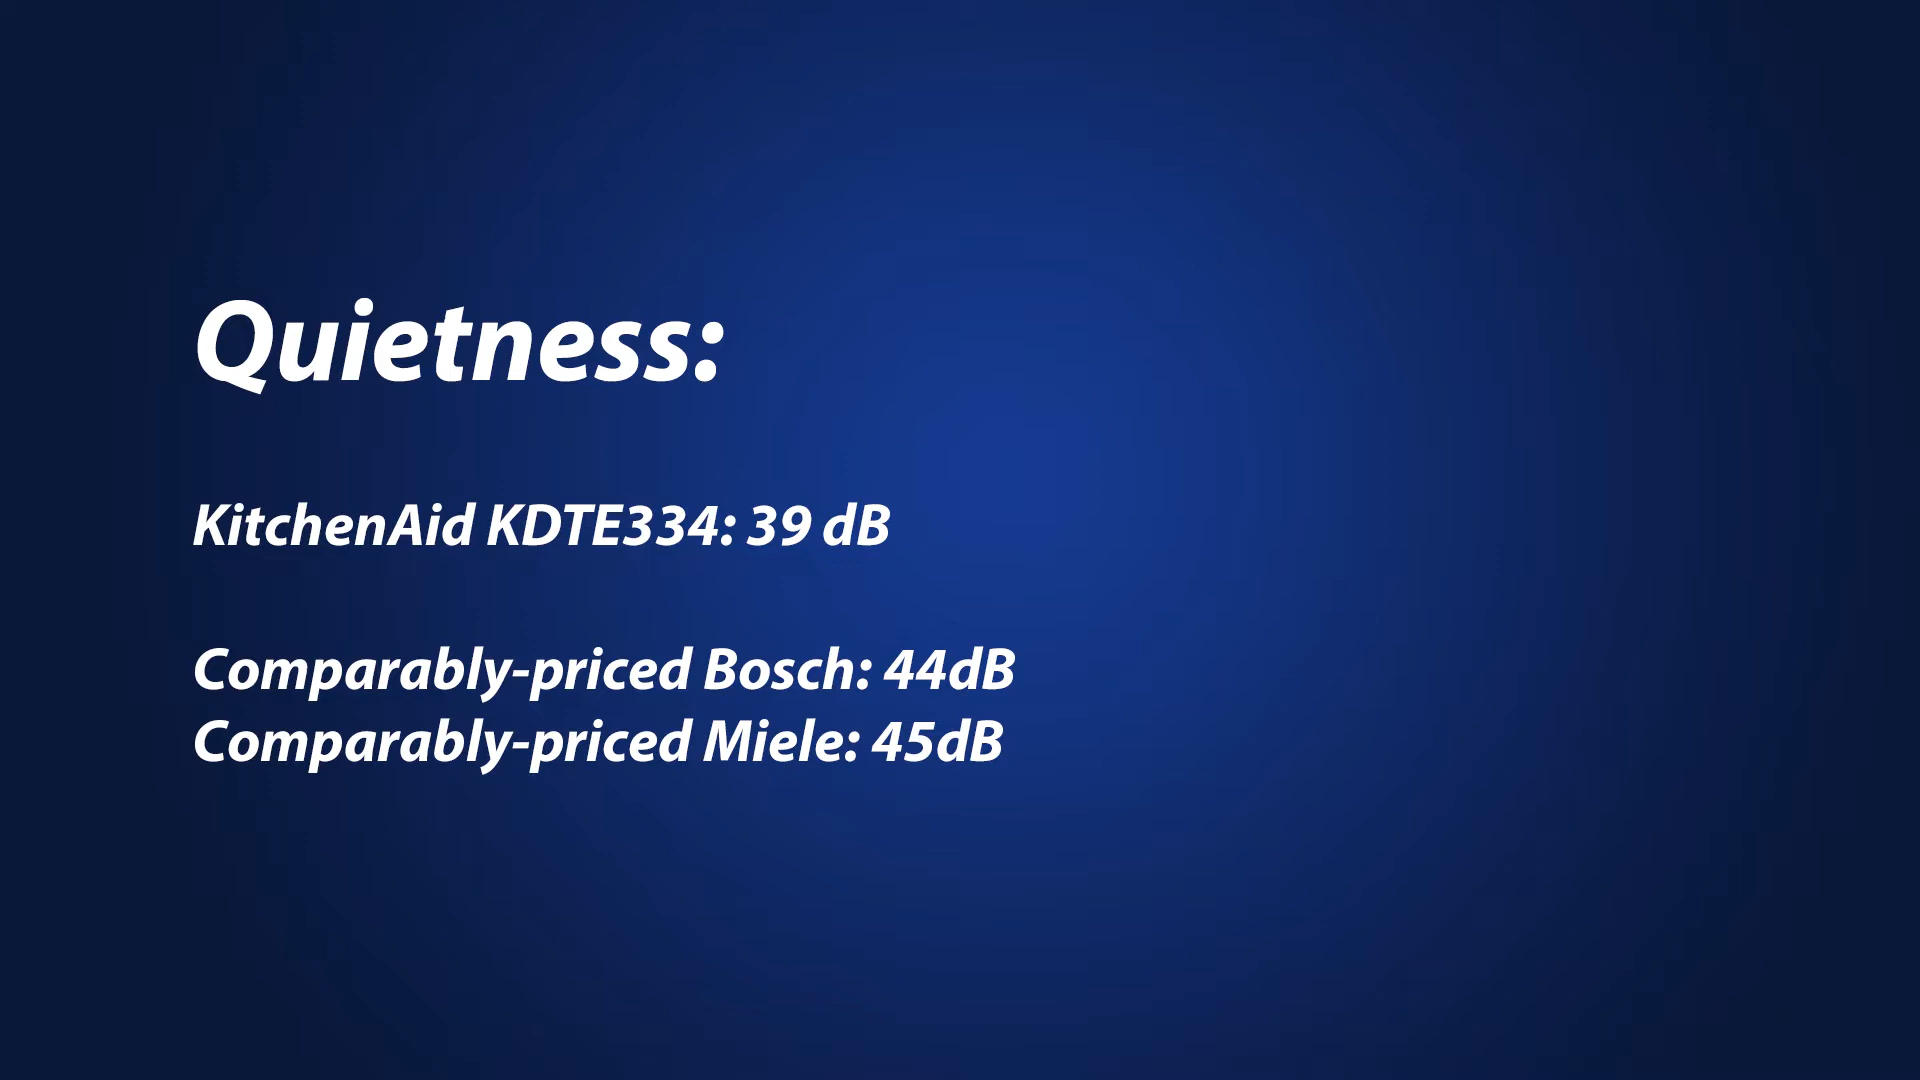 Quietness:
KitchenAid KDTE334: 39 dB
Comparably-priced Bosch: 44dB
Comparably-priced Miele: 45dB